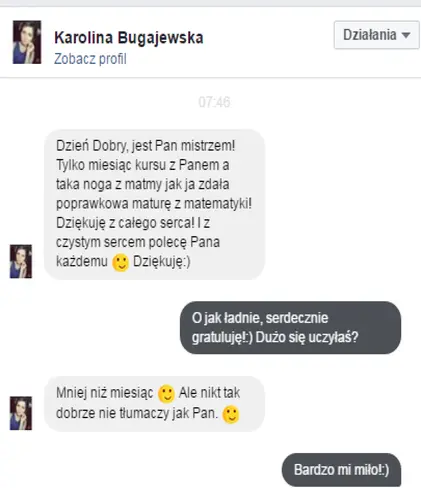 Karolina Bugajewska
Działania
Zobacz profil
07:46
Dzień Dobry, jest Pan mistrzem!
Tylko miesiąc kursu z Panem a
taka noga z matmy jak ja zdała
poprawkowa maturę z matematyki!
Dziękuję z całego serca! I z
czystym sercem polecę Pana
każdemu 🙂 Dziękuję:)
O jak ładnie, serdecznie
gratuluję!:) Dużo się uczyłaś?
Mniej niż miesiąc 🙂 Ale nikt tak
dobrze nie tłumaczy jak Pan. 🙂
Bardzo mi miło!:)